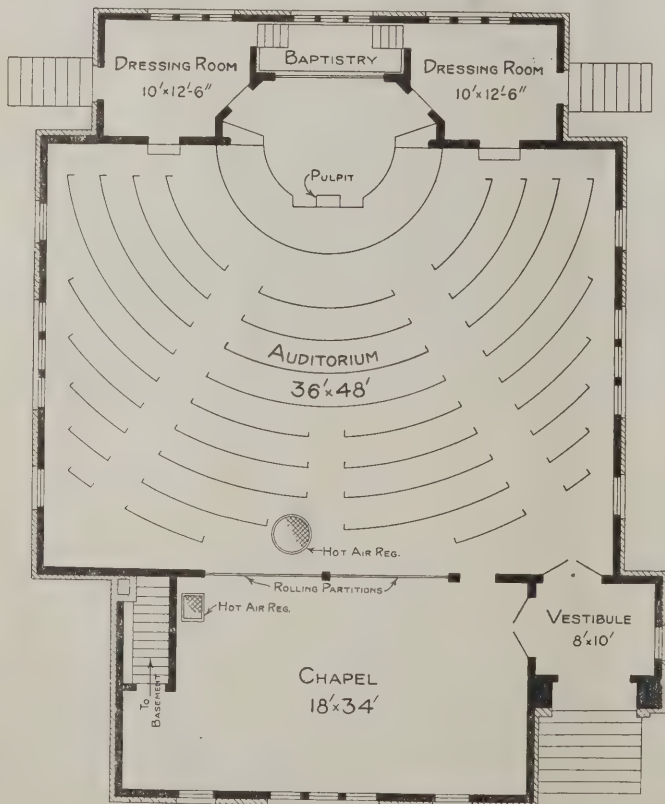 BAPTISTRY
DRESSING ROOM
10'×12'-6"
DRESSING ROOM
10'×12'-6"
PULPIT
AUDITORIUM
36'×48'
HOT AIR REG.
ROLLING PARTITIONS
HOT AIR REG.
VESTIBULE
8'×10'
CHAPEL
18'×34'
TO
BASEMENT